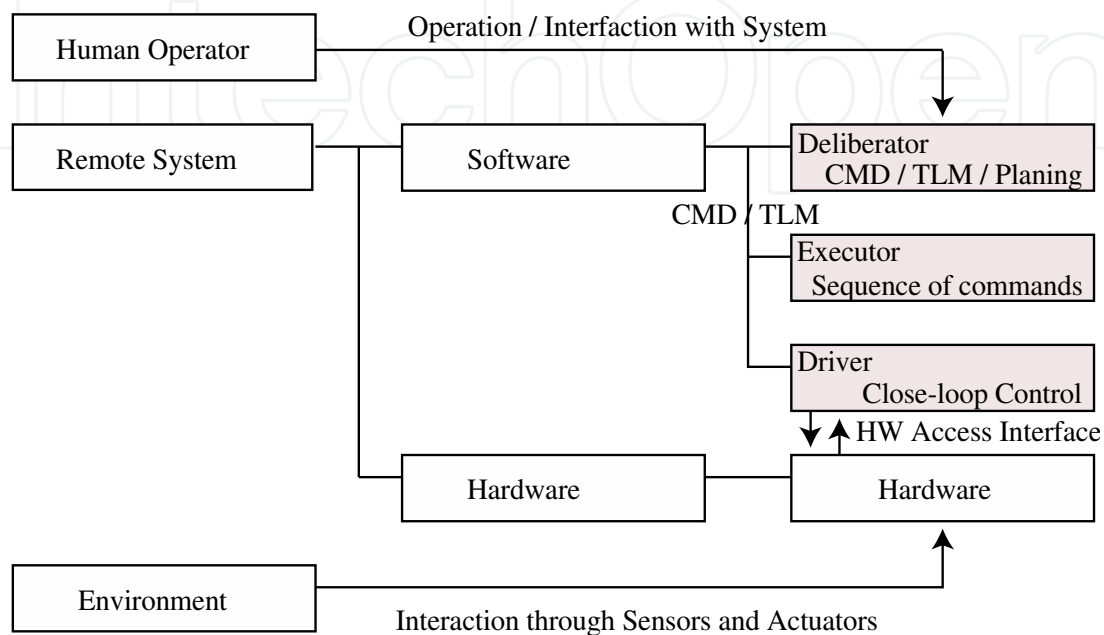 Operation / Interfaction with System
Human Operator
IntechOpen
Remote System
Software
Deliberator
CMD / TLM / Planing
CMD / TLM
Executor
Sequence of commands
Driver
Close-loop Control
HW Access Interface
Hardware
Hardware
Environment
Interaction through Sensors and Actuators